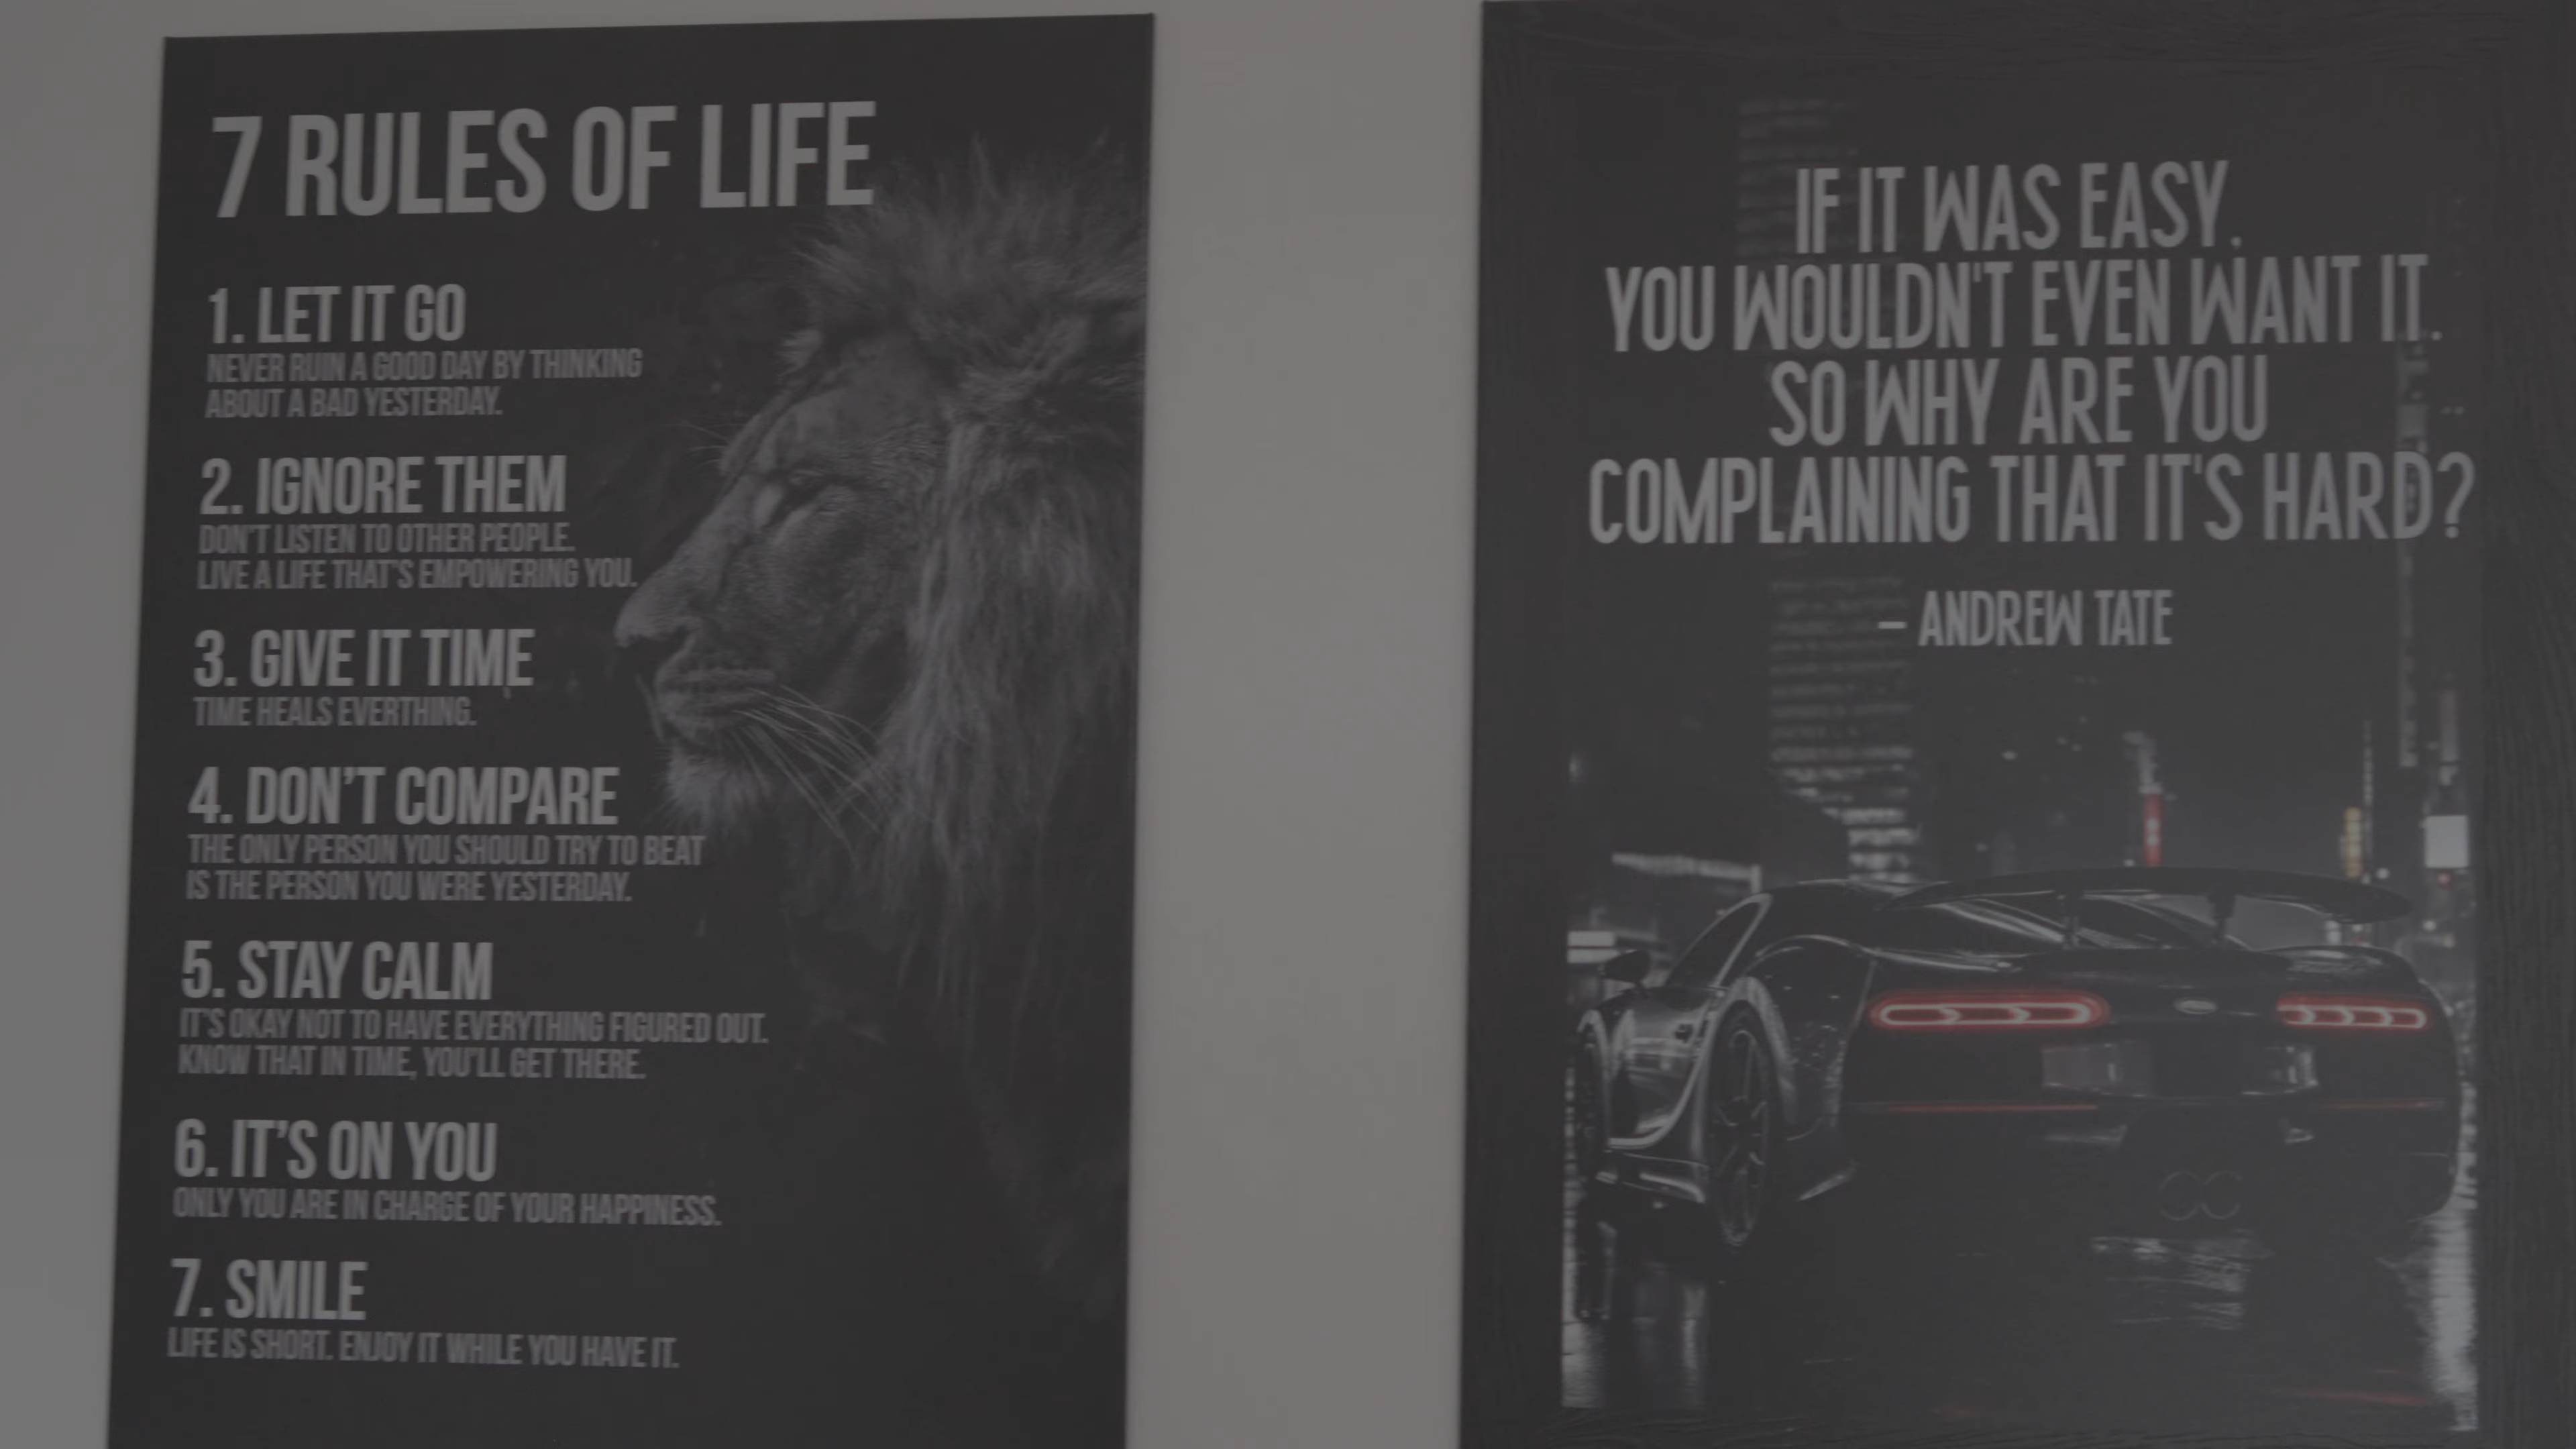 7 RULES OF LIFE
1. LET IT GO
NEVER RUIN A GOOD DAY BY THINKING
ABOUT A BAD YESTERDAY.
2. IGNORE THEM
DON'T LISTEN TO OTHER PEOPLE.
LIVE A LIFE THAT'S EMPOWERING YOU.
3. GIVE IT TIME
TIME HEALS EVERTHING.
4. DON'T COMPARE
THE ONLY PERSON YOU SHOULD TRY TO BEAT
IS THE PERSON YOU WERE YESTERDAY.
5. STAY CALM
IT'S OKAY NOT TO HAVE EVERYTHING FIGURED OUT.
KNOW THAT IN TIME, YOU'LL GET THERE.
6. IT'S ON YOU
ONLY YOU ARE IN CHARGE OF YOUR HAPPINESS.
7. SMILE
LIFE IS SHORT. ENJOY IT WHILE YOU HAVE IT.
IF IT WAS EASY.
YOU WOULDN'T EVEN WANT IT.
SO WHY ARE YOU
COMPLAINING THAT IT'S HARD?
– ANDREW TATE